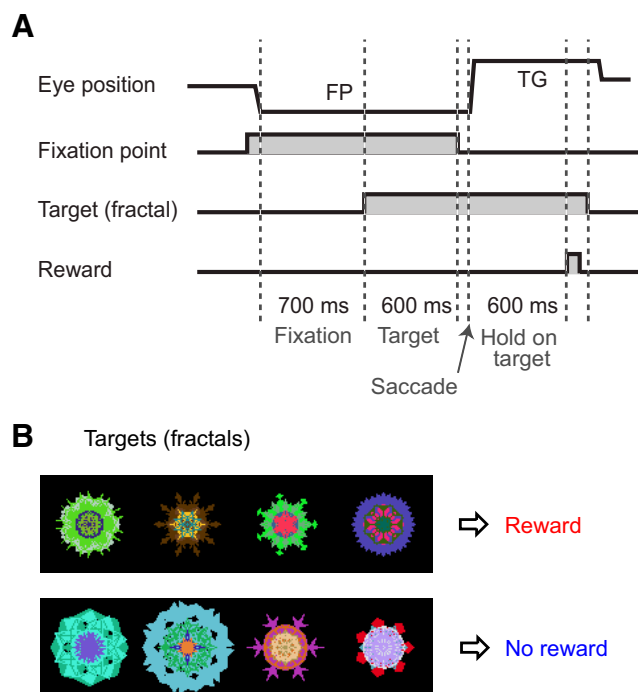 A
Eye position
FP
TG
Fixation point
Target (fractal)
Reward
700 ms
600 ms
600 ms
Fixation
Target
Hold on
target
Saccade
B
Targets (fractals)
Reward
No reward